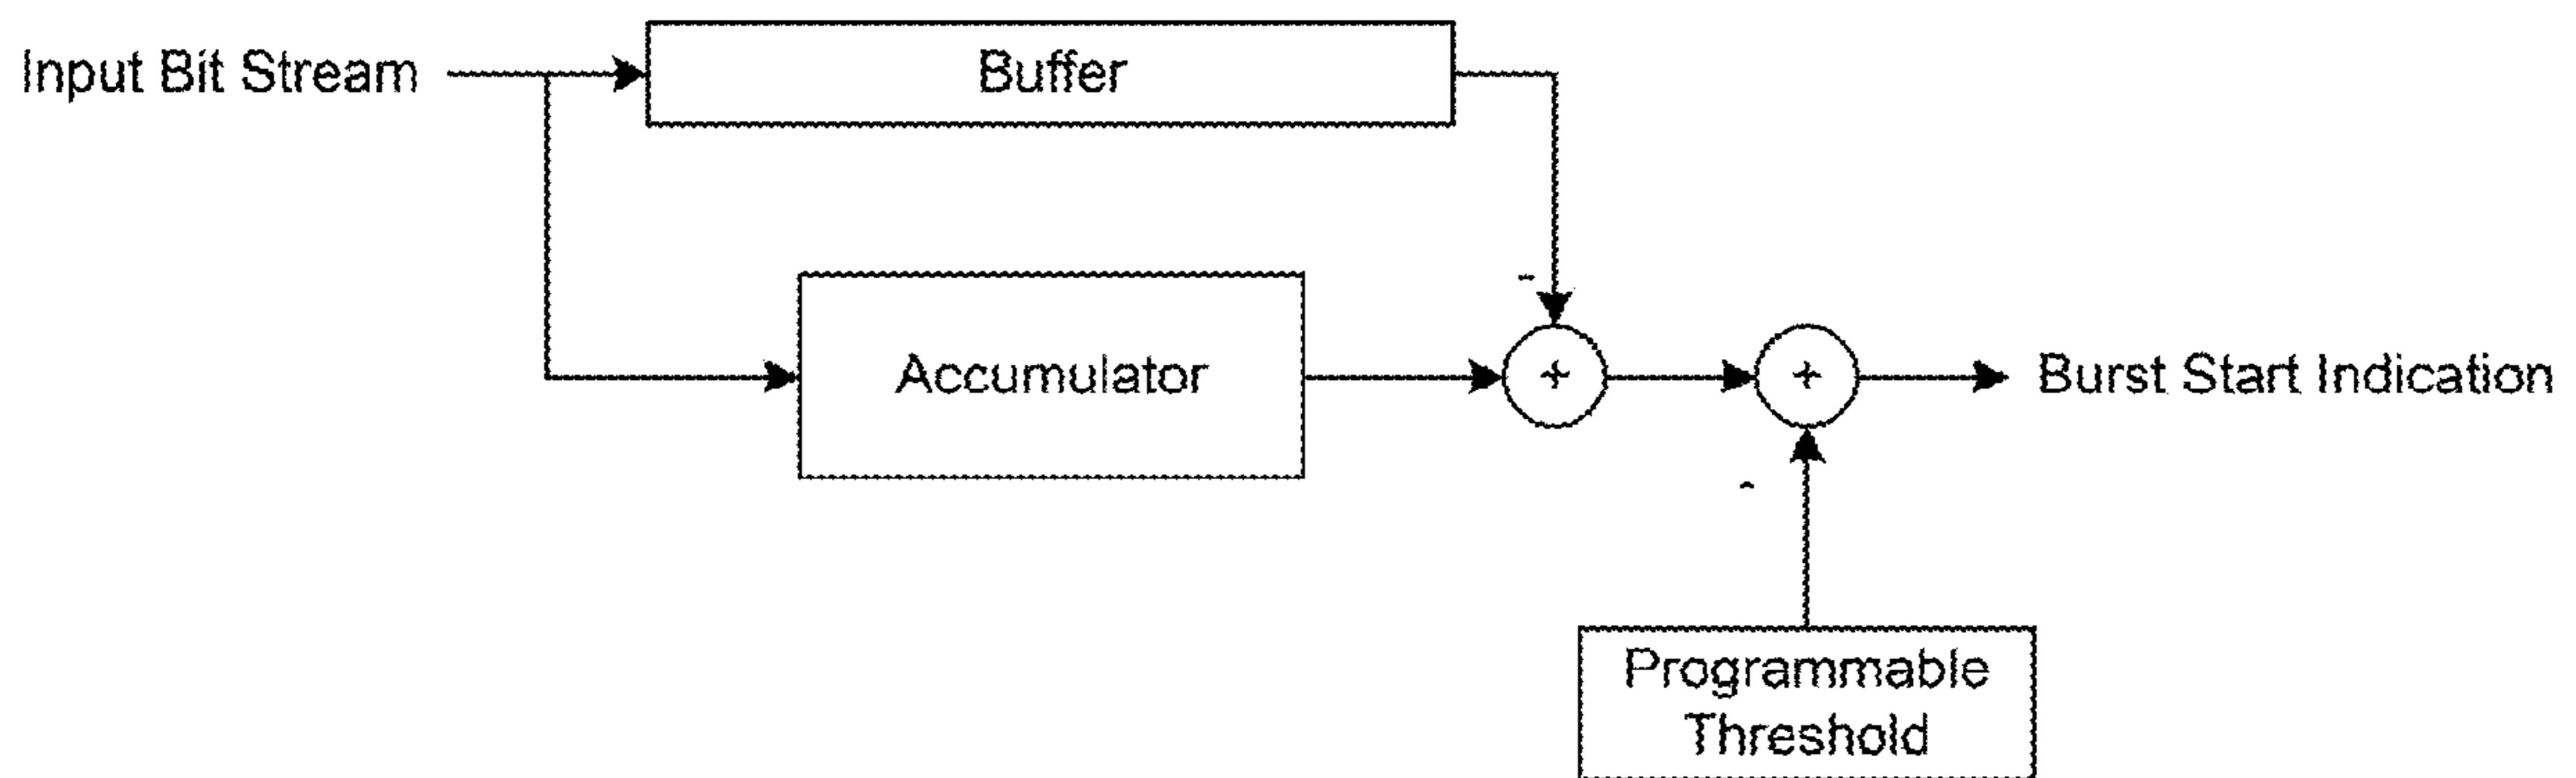 Input Bit Stream
Buffer
-
Accumulator
+
+
Burst Start Indication
-
Programmable
Threshold